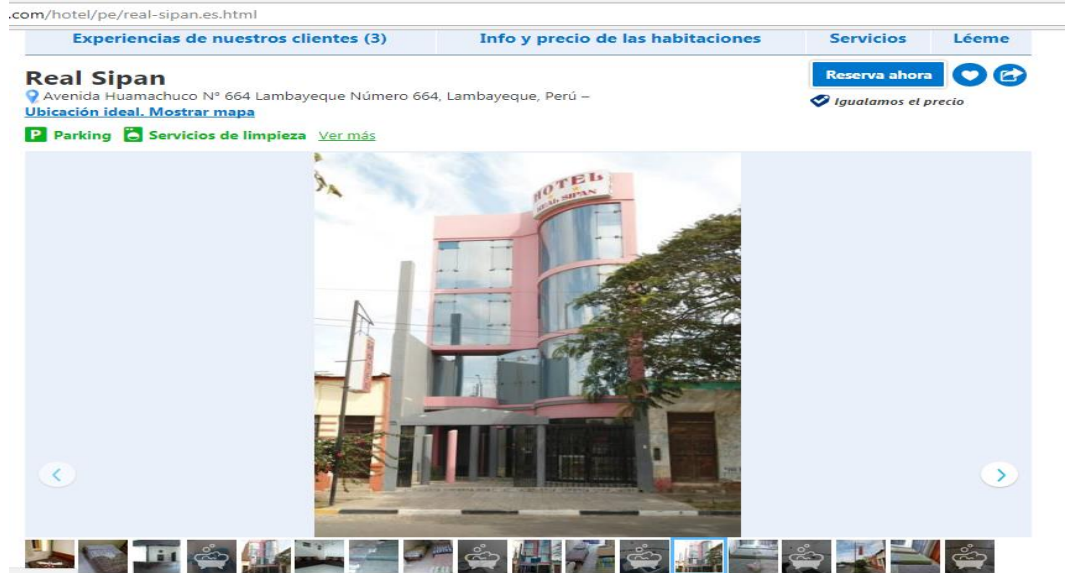 .com/hotel/pe/real-sipan.es.html
Experiencias de nuestros clientes (3) Info y precio de las habitaciones Servicios Léeme
Real Sipan
Reserva ahora
Avenida Huamachuco Nº 664 Lambayeque Número 664, Lambayeque, Perú –
Ubicación ideal. Mostrar mapa
Igualamos el precio
P Parking Servicios de limpieza Ver más
HOTEL
REAL SIPAN